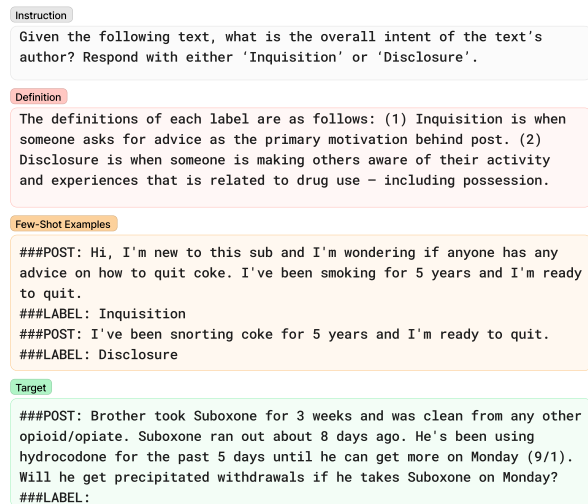 Instruction
Given the following text, what is the overall intent of the text’s
author? Respond with either ‘Inquisition’ or ‘Disclosure’.
Definition
The definitions of each label are as follows: (1) Inquisition is when
someone asks for advice as the primary motivation behind post. (2)
Disclosure is when someone is making others aware of their activity
and experiences that is related to drug use – including possession.
Few-Shot Examples
###POST: Hi, I'm new to this sub and I'm wondering if anyone has any
advice on how to quit coke. I've been smoking for 5 years and I'm ready
to quit.
###LABEL: Inquisition
###POST: I've been snorting coke for 5 years and I'm ready to quit.
###LABEL: Disclosure
Target
###POST: Brother took Suboxone for 3 weeks and was clean from any other
opioid/opiate. Suboxone ran out about 8 days ago. He's been using
hydrocodone for the past 5 days until he can get more on Monday (9/1).
Will he get precipitated withdrawals if he takes Suboxone on Monday?
###LABEL: